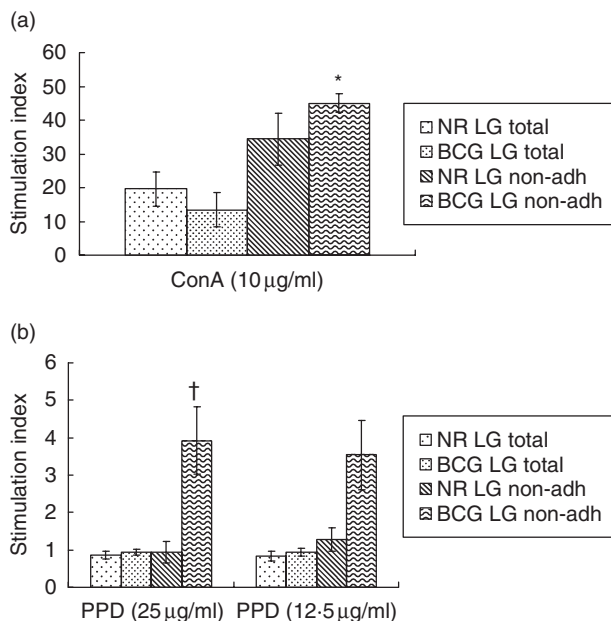 (a)
60
50
40
30
20
10
0
Stimulation index
*
ConA (10 µg/ml)
NR LG total
BCG LG total
NR LG non-adh
BCG LG non-adh
(b)
6
5
4
3
2
1
0
Stimulation index
†
PPD (25 µg/ml) PPD (12·5 µg/ml)
NR LG total
BCG LG total
NR LG non-adh
BCG LG non-adh